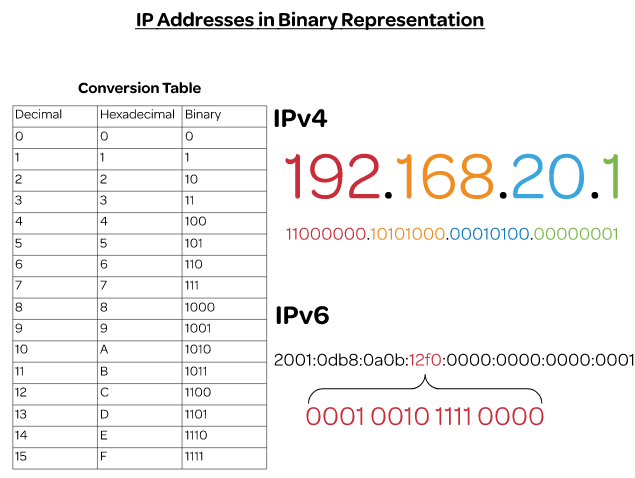 IP Addresses in Binary Representation
Conversion Table
Decimal Hexadecimal Binary
0 0 0
1 1 1
2 2 10
3 3 11
4 4 100
5 5 101
6 6 110
7 7 111
8 8 1000
9 9 1001
10 A 1010
11 B 1011
12 C 1100
13 D 1101
14 E 1110
15 F 1111
IPv4
192.168.20.1
11000000.10101000.00010100.00000001
IPv6
2001:0db8:0a0b:12f0:0000:0000:0000:0001
0001 0010 1111 0000